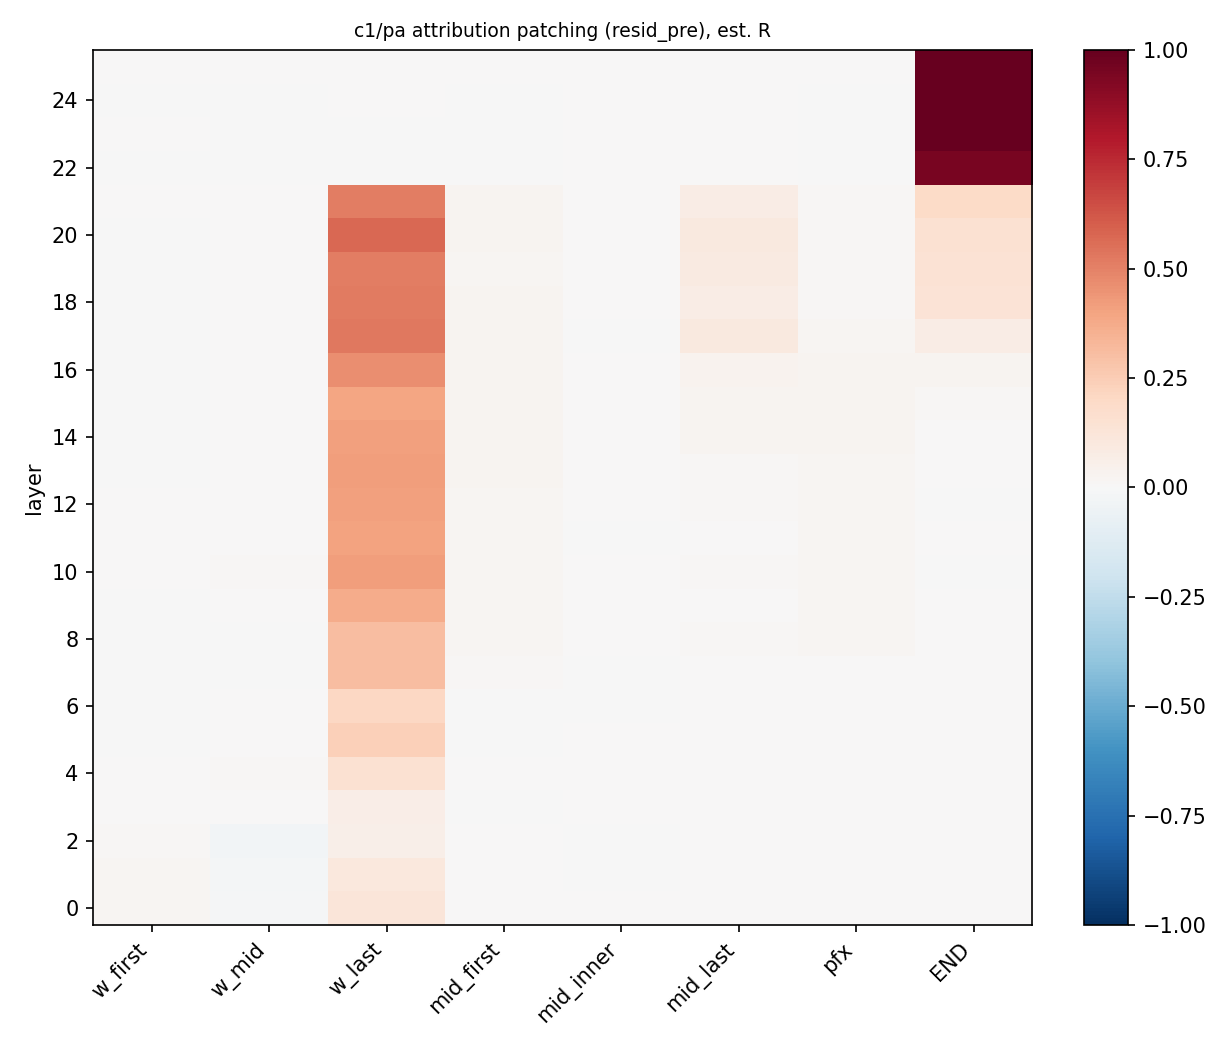 c1/pa attribution patching (resid_pre), est. R
layer
24
22
20
18
16
14
12
10
8
6
4
2
0
w_first
w_mid
w_last
mid_first
mid_inner
mid_last
pfx
END
1.00
0.75
0.50
0.25
0.00
−0.25
−0.50
−0.75
−1.00